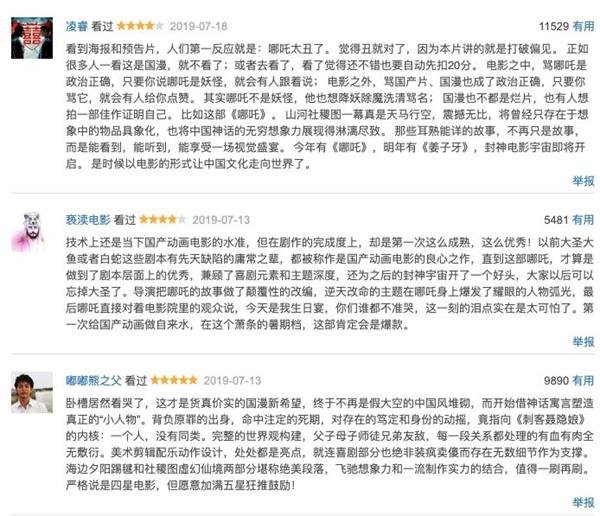 凌睿 看过 2019-07-18 11529 有用
看到海报和预告片，人们第一反应就是：哪吒太丑了。 觉得丑就对了，因为本片讲的就是打破偏见。 正如
很多人一看这是国漫，就不看了；或者去看了，看了觉得还不错也要自动先扣20分。 电影之中，骂哪吒是
政治正确，只要你说哪吒是妖怪，就会有人跟着说； 电影之外，骂国产片、国漫也成了政治正确，只要你
骂它，就会有人给你点赞。 其实哪吒不是妖怪，他也想降妖除魔洗清骂名； 国漫也不都是烂片，也有人想
拍一部佳作证明自己。 比如这部《哪吒》。 山河社稷图一幕真是天马行空，震撼无比，将曾经只存在于想
象中的物品具象化，也将中国神话的无穷想象力展现得淋漓尽致。 那些耳熟能详的故事，不再只是故事，
而是能看到，能听到，能享受一场视觉盛宴。 今年有《哪吒》，明年有《姜子牙》，封神电影宇宙即将开
启。 是时候以电影的形式让中国文化走向世界了。
举报
亵渎电影 看过 2019-07-13 5481 有用
技术上还是当下国产动画电影的水准，但在剧作的完成度上，却是第一次这么成熟，这么优秀！以前大圣大
鱼或者白蛇这些剧本有先天缺陷的庸常之辈，都被称作是国产动画电影的良心之作，直到这部哪吒，才算是
做到了剧本层面上的优秀，兼顾了喜剧元素和主题深度，还为之后的封神宇宙开了一个好头，大家以后可以
忘掉大圣了。导演把哪吒的故事做了颠覆性的改编，逆天改命的主题在哪吒身上爆发了耀眼的人物弧光，最
后哪吒直接对着电影院里的观众说，今天是我生日宴，你们谁都不准哭，这一刻的泪点实在是太可怕了。第
一次给国产动画做自来水，在这个萧条的暑期档，这部肯定会是爆款。
举报
嘟嘟熊之父 看过 2019-07-13 9890 有用
卧槽居然看哭了，这才是货真价实的国漫新希望，终于不再是假大空的中国风堆砌，而开始借神话寓言塑造
真正的“小人物”。背负原罪的出身，命中注定的死期，对存在的笃定和身份的动摇，竟指向《刺客聂隐娘》
的内核：一个人，没有同类。完整的世界观构建，父子母子师徒兄弟友敌，每一段关系都处理的有血有肉全
无敷衍。美术剪辑配乐动作设计，处处都是亮点，就连喜剧部分也绝非装疯卖傻而存在无数细节作为支撑。
海边夕阳踢毽和社稷图虚幻仙境两部分堪称绝美段落，飞驰想象力和一流制作实力的结合，值得一刷再刷。
严格说是四星电影，但愿意加满五星狂推鼓励！
举报